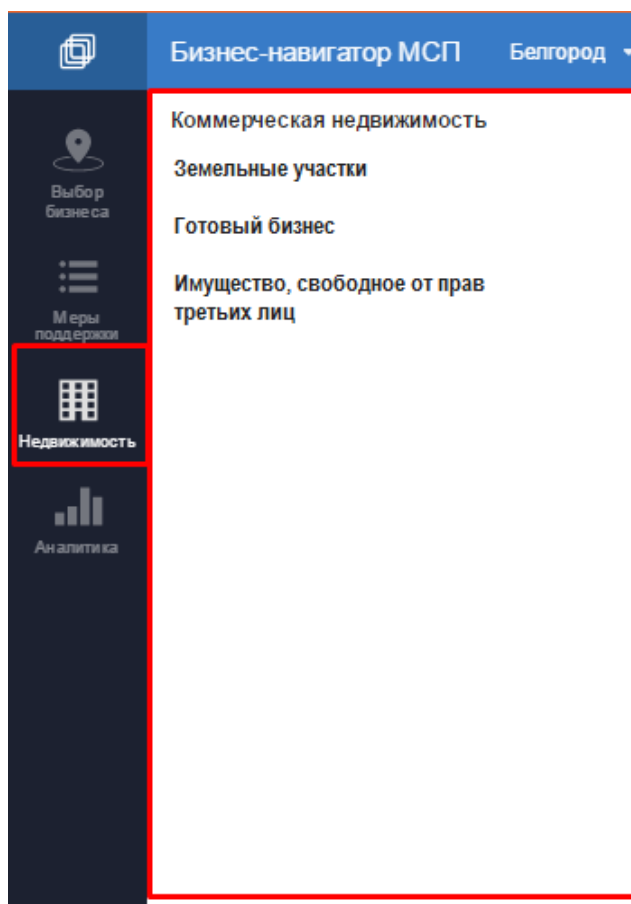 Бизнес-навигатор МСП Белгород
Выбор
бизнеса
Меры
поддержки
Недвижимость
Аналитика
Коммерческая недвижимость
Земельные участки
Готовый бизнес
Имущество, свободное от прав
третьих лиц